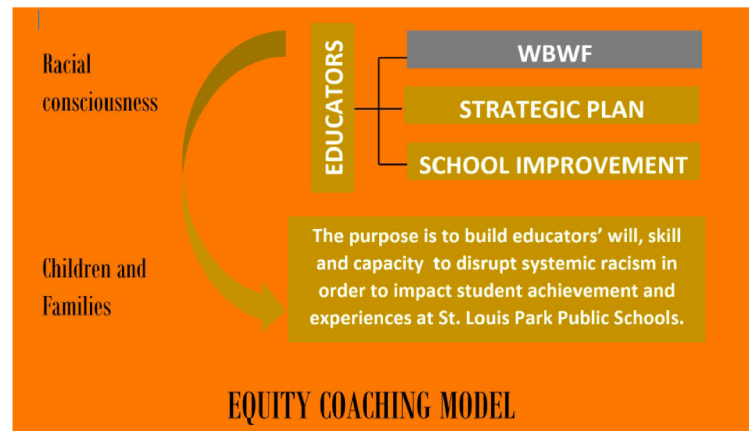 Racial
consciousness
EDUCATORS
WBWF
STRATEGIC PLAN
SCHOOL IMPROVEMENT
Children and
Families
The purpose is to build educators’ will, skill
and capacity to disrupt systemic racism in
order to impact student achievement and
experiences at St. Louis Park Public Schools.
EQUITY COACHING MODEL